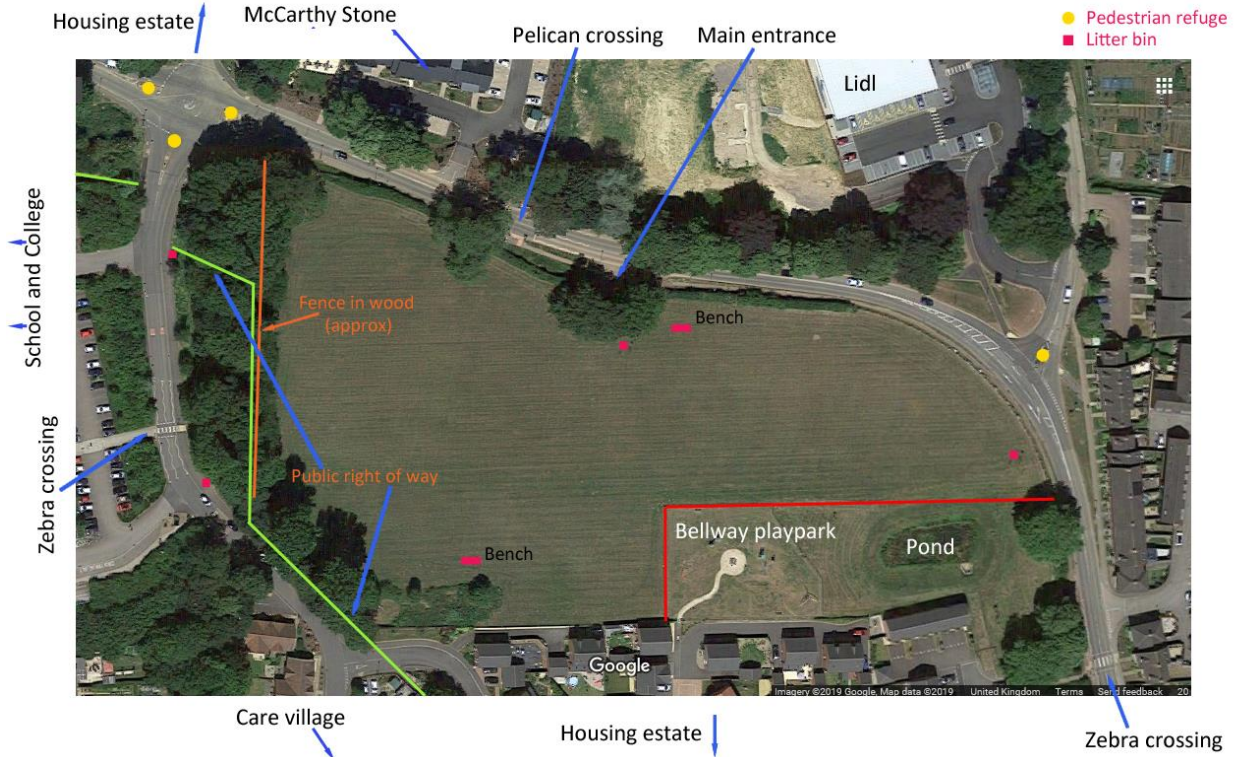 Housing estate
McCarthy Stone
Pelican crossing
Main entrance
Pedestrian refuge
Litter bin
Lidl
School and College
Fence in wood
(approx)
Bench
Zebra crossing
Public right of way
Bellway playpark
Pond
Bench
Google
Imagery ©2019 Google, Map data ©2019 United Kingdom Terms Send feedback 20
Care village
Housing estate
Zebra crossing